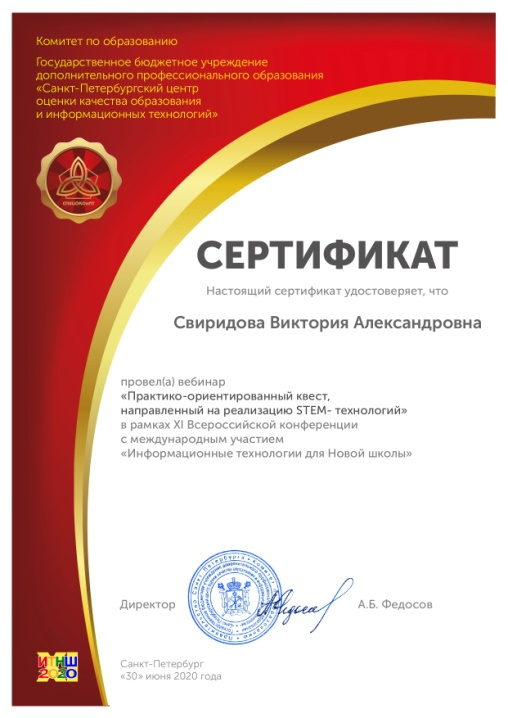 Комитет по образованию
Государственное бюджетное учреждение
дополнительного профессионального образования
«Санкт-Петербургский центр
оценки качества образования
и информационных технологий»
СПБЦОКОИИТ
СЕРТИФИКАТ
Настоящий сертификат удостоверяет, что
Свиридова Виктория Александровна
провел(а) вебинар
«Практико-ориентированный квест,
направленный на реализацию STEM- технологий»
в рамках XI Всероссийской конференции
с международным участием
«Информационные технологии для Новой школы»
Директор
А.Б. Федосов
ИТНШ
2020
Санкт-Петербург
«30» июня 2020 года